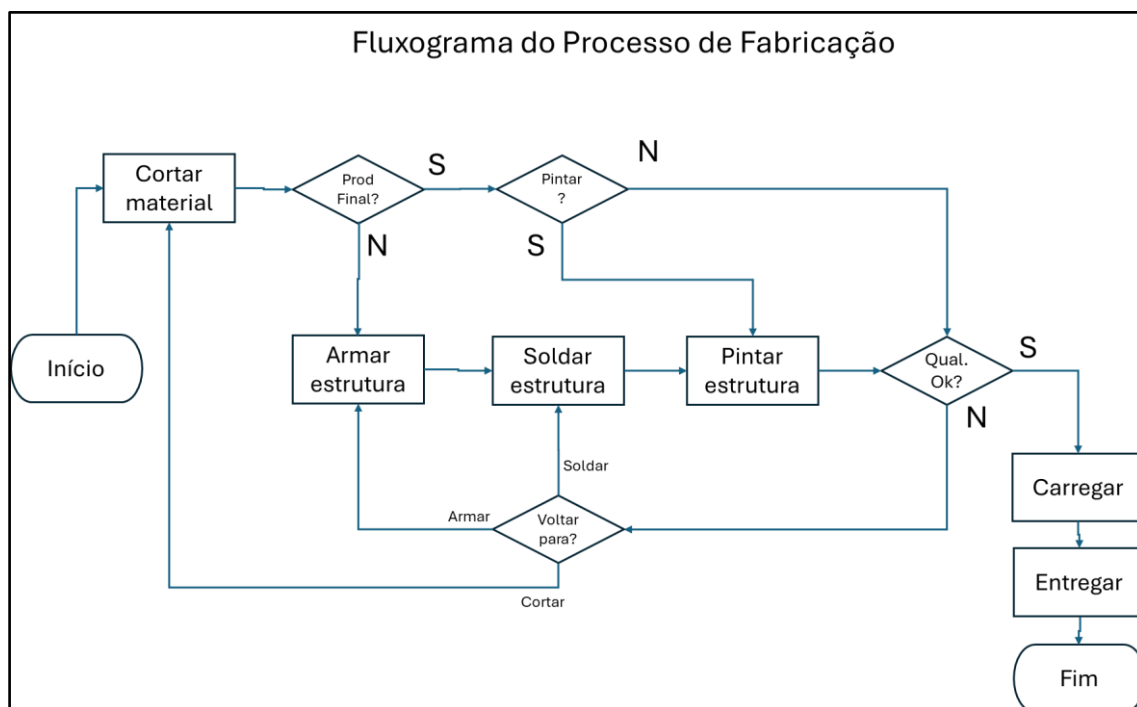 Fluxograma do Processo de Fabricação
Cortar
material
Prod
Final?
S
N
Pintar
?
N
S
Início
Armar
estrutura
Soldar
estrutura
Pintar
estrutura
Qual.
Ok?
S
N
Soldar
Armar
Voltar
para?
Cortar
Carregar
Entregar
Fim